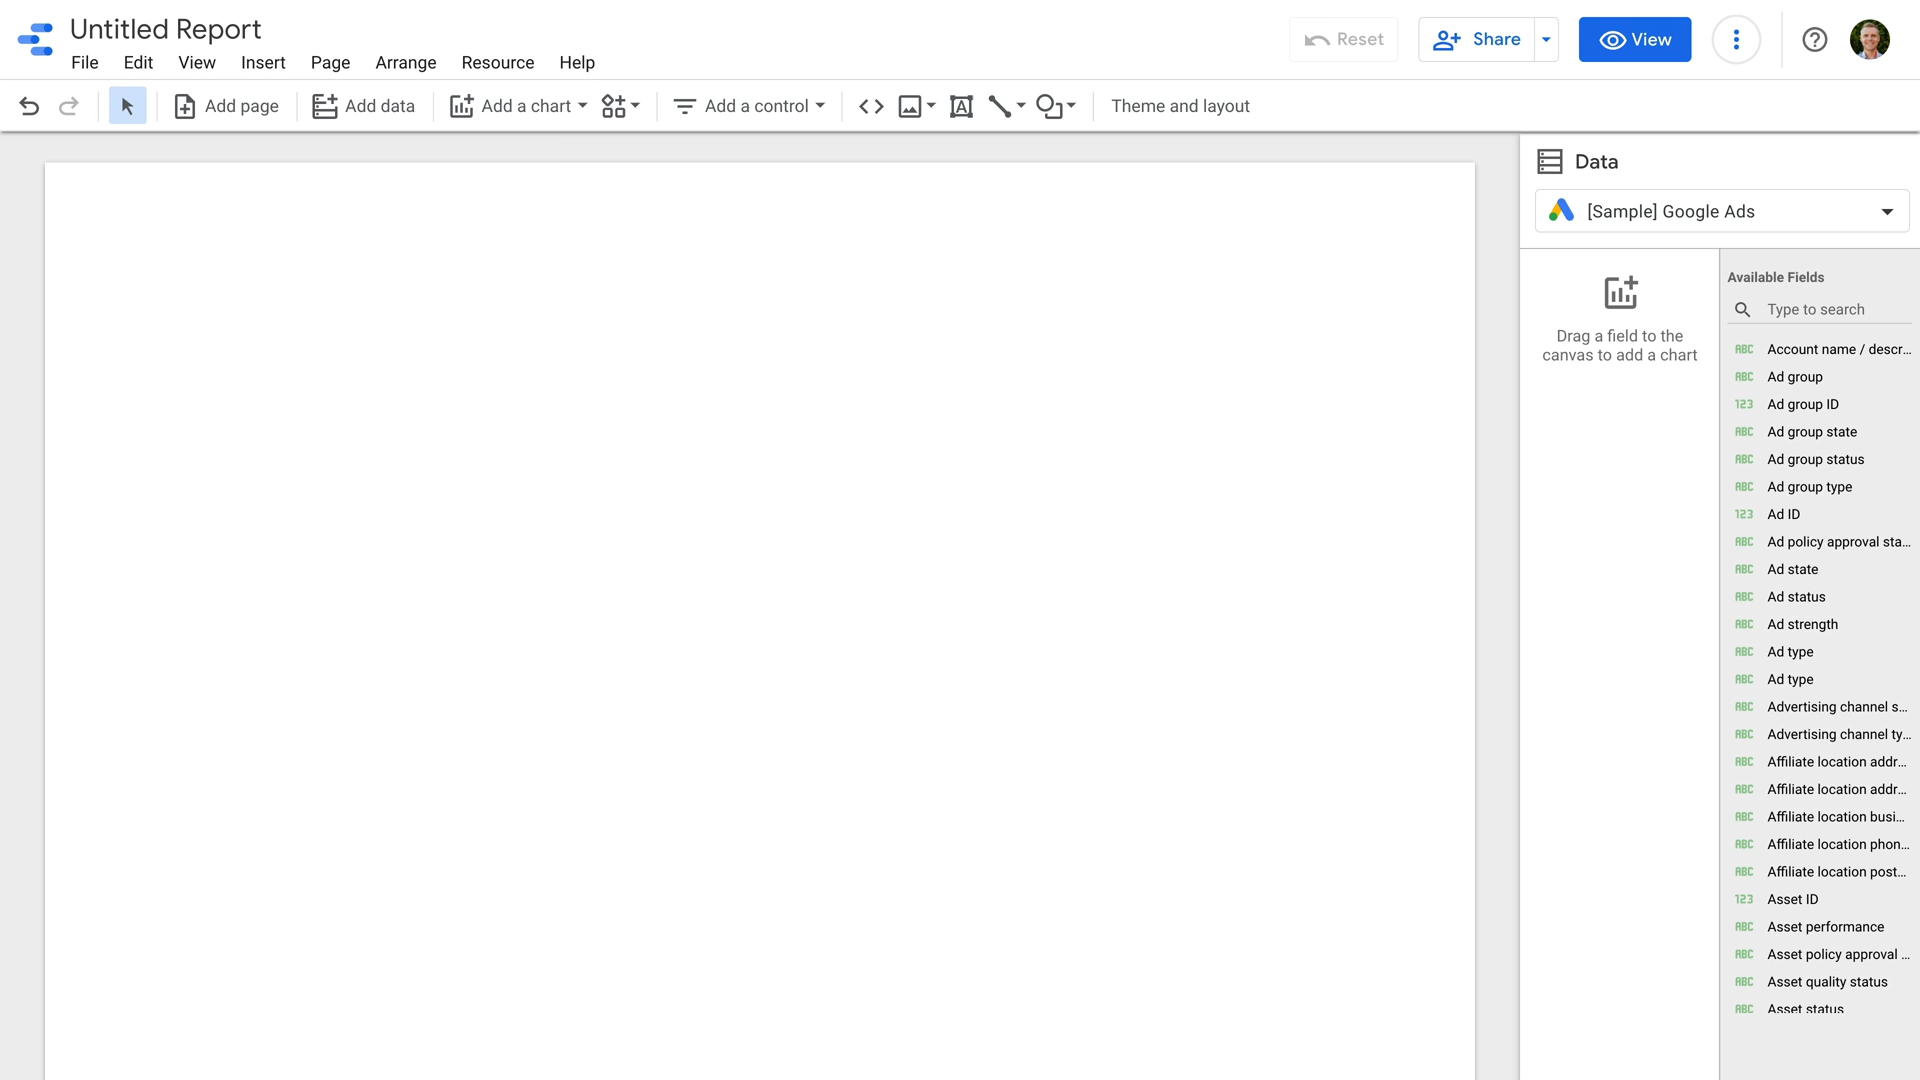 Untitled Report
File Edit View Insert Page Arrange Resource Help
Reset Share View
Add page Add data Add a chart Add a control Theme and layout
Data
[Sample] Google Ads
Drag a field to the
canvas to add a chart
Available Fields
Type to search
ABC Account name / descr...
ABC Ad group
123 Ad group ID
ABC Ad group state
ABC Ad group status
ABC Ad group type
123 Ad ID
ABC Ad policy approval sta...
ABC Ad state
ABC Ad status
ABC Ad strength
ABC Ad type
ABC Ad type
ABC Advertising channel s...
ABC Advertising channel ty...
ABC Affiliate location addr...
ABC Affiliate location addr...
ABC Affiliate location busi...
ABC Affiliate location phon...
ABC Affiliate location post...
123 Asset ID
ABC Asset performance
ABC Asset policy approval ...
ABC Asset quality status
ABC Asset status